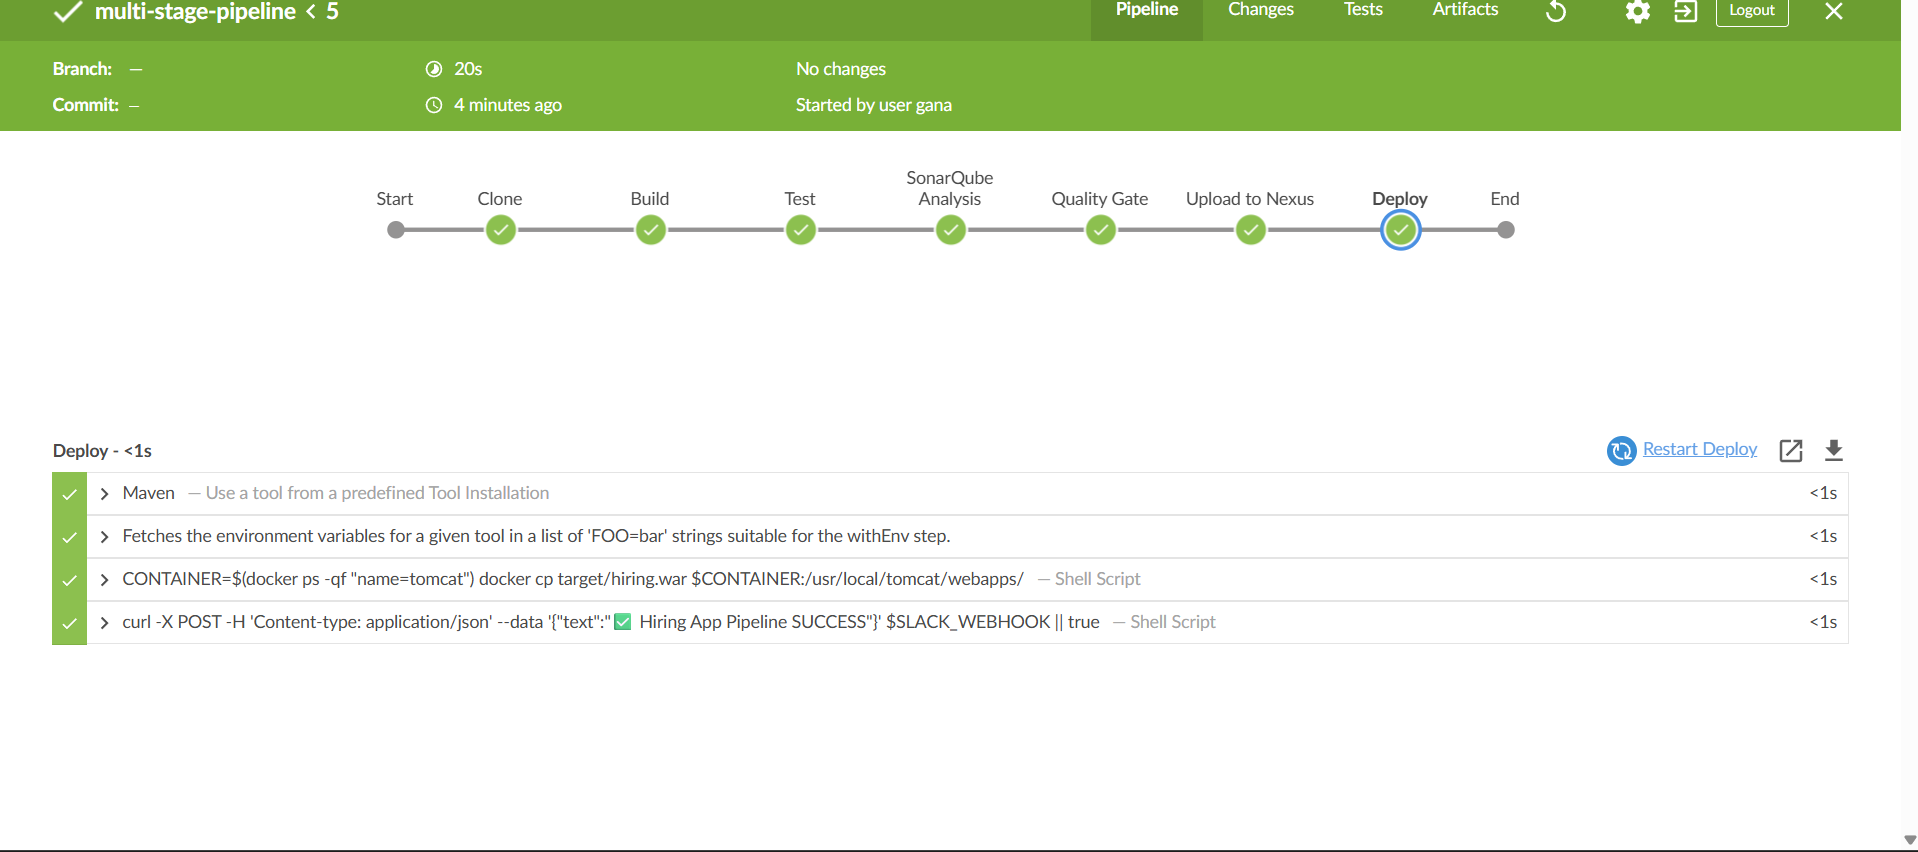 multi-stage-pipeline < 5
Pipeline Changes Tests Artifacts Logout
Branch: — 20s No changes
Commit: — 4 minutes ago Started by user gana
Start Clone Build Test SonarQube Analysis Quality Gate Upload to Nexus Deploy End
Deploy - <1s Restart Deploy
Maven — Use a tool from a predefined Tool Installation <1s
Fetches the environment variables for a given tool in a list of 'FOO=bar' strings suitable for the withEnv step. <1s
CONTAINER=$(docker ps -qf "name=tomcat") docker cp target/hiring.war $CONTAINER:/usr/local/tomcat/webapps/ — Shell Script <1s
curl -X POST -H 'Content-type: application/json' --data '{"text":"✅ Hiring App Pipeline SUCCESS"}' $SLACK_WEBHOOK || true — Shell Script <1s